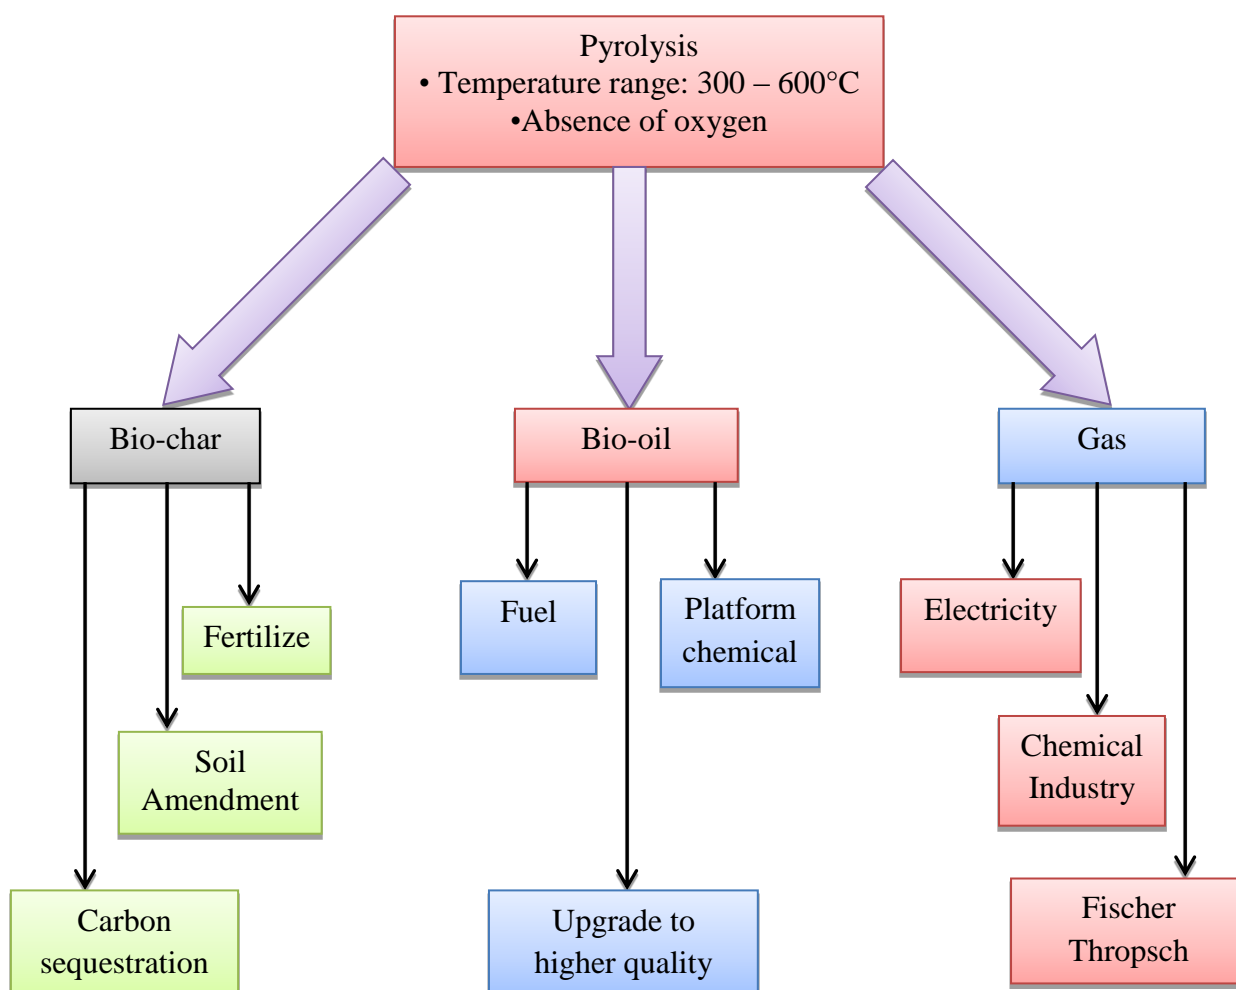 Pyrolysis
• Temperature range: 300 – 600°C
•Absence of oxygen
Bio-char
Bio-oil
Gas
Fertilize
Soil
Amendment
Carbon
sequestration
Fuel
Platform
chemical
Upgrade to
higher quality
Electricity
Chemical
Industry
Fischer
Thropsch